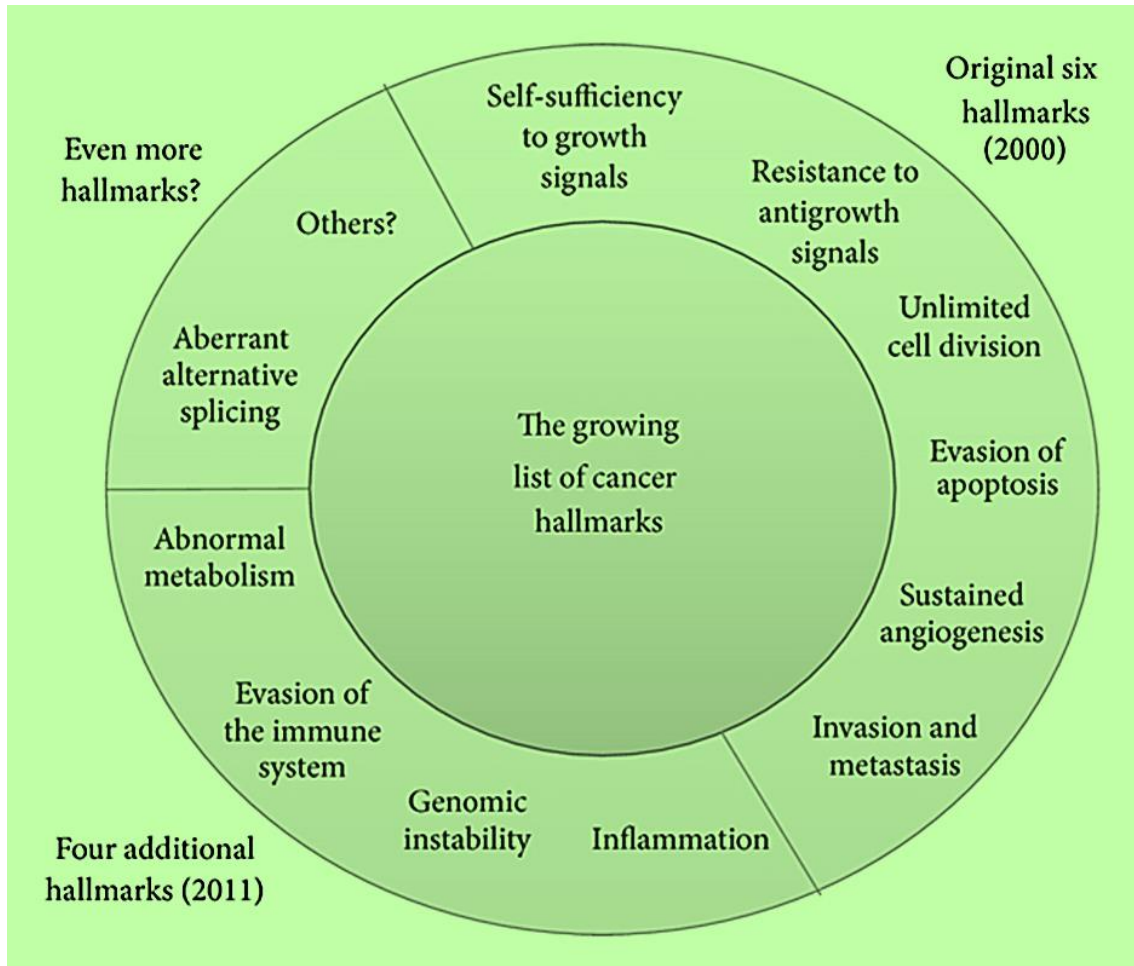 Original six
hallmarks
(2000)
Self-sufficiency
to growth
signals
Resistance to
antigrowth
signals
Unlimited
cell division
Evasion of
apoptosis
Sustained
angiogenesis
Invasion and
metastasis
Four additional
hallmarks (2011)
Inflammation
Genomic
instability
Evasion of
the immune
system
Abnormal
metabolism
Even more
hallmarks?
Aberrant
alternative
splicing
Others?
The growing
list of cancer
hallmarks